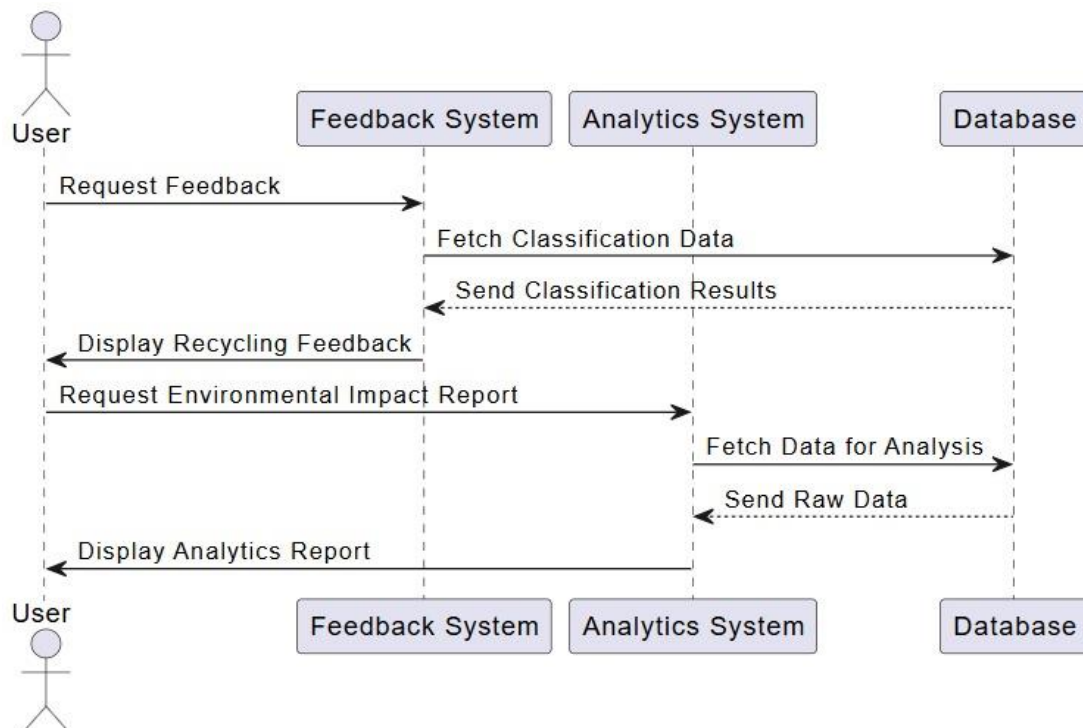 User
Feedback System
Analytics System
Database
Request Feedback
Fetch Classification Data
Send Classification Results
Display Recycling Feedback
Request Environmental Impact Report
Fetch Data for Analysis
Send Raw Data
Display Analytics Report
User
Feedback System
Analytics System
Database